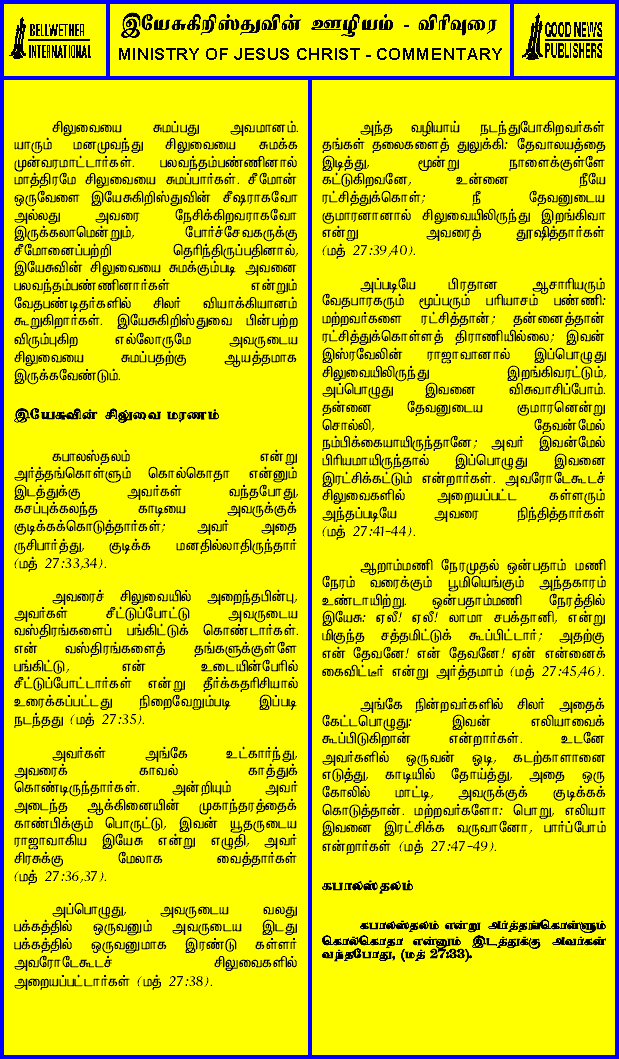 BELLWETHER
INTERNATIONAL
இயேசுகிறிஸ்துவின் ஊழியம் - விரிவுரை
MINISTRY OF JESUS CHRIST - COMMENTARY
GOOD NEWS
PUBLISHERS
சிலுவையை சுமப்பது அவமானம்.
யாரும் மனமுவந்து சிலுவையை சுமக்க
முன்வரமாட்டார்கள். பலவந்தம்பண்ணினால்
மாத்திரமே சிலுவையை சுமப்பார்கள். சீமோன்
ஒருவேளை இயேசுகிறிஸ்துவின் சீஷராகவோ
அல்லது அவரை நேசிக்கிறவராகவோ
இருக்கலாமென்றும், போர்ச்சேவகருக்கு
சீமோனைப்பற்றி தெரிந்திருப்பதினால்,
இயேசுவின் சிலுவையை சுமக்கும்படி அவனை
பலவந்தம்பண்ணினார்கள் என்றும்
வேதபண்டிதர்களில் சிலர் வியாக்கியானம்
கூறுகிறார்கள். இயேசுகிறிஸ்துவை பின்பற்ற
விரும்புகிற எல்லோருமே அவருடைய
சிலுவையை சுமப்பதற்கு ஆயத்தமாக
இருக்கவேண்டும்.
இயேசுவின் சிலுவை மரணம்
கபாலஸ்தலம் என்று
அர்த்தங்கொள்ளும் கொல்கொதா என்னும்
இடத்துக்கு அவர்கள் வந்தபோது,
கசப்புக்கலந்த காடியை அவருக்குக்
குடிக்கக்கொடுத்தார்கள்; அவர் அதை
ருசிபார்த்து, குடிக்க மனதில்லாதிருந்தார்
(மத் 27:33,34).
அவரைச் சிலுவையில் அறைந்தபின்பு,
அவர்கள் சீட்டுப்போட்டு அவருடைய
வஸ்திரங்களைப் பங்கிட்டுக் கொண்டார்கள்.
என் வஸ்திரங்களைத் தங்களுக்குள்ளே
பங்கிட்டு, என் உடையின்பேரில்
சீட்டுப்போட்டார்கள் என்று தீர்க்கதரிசியால்
உரைக்கப்பட்டது நிறைவேறும்படி இப்படி
நடந்தது (மத் 27:35).
அவர்கள் அங்கே உட்கார்ந்து,
அவரைக் காவல் காத்துக்
கொண்டிருந்தார்கள். அன்றியும் அவர்
அடைந்த ஆக்கினையின் முகாந்தரத்தைக்
காண்பிக்கும் பொருட்டு, இவன் யூதருடைய
ராஜாவாகிய இயேசு என்று எழுதி, அவர்
சிரசுக்கு மேலாக வைத்தார்கள்
(மத் 27:36,37).
அப்பொழுது, அவருடைய வலது
பக்கத்தில் ஒருவனும் அவருடைய இடது
பக்கத்தில் ஒருவனுமாக இரண்டு கள்ளர்
அவரோடேகூடச் சிலுவைகளில்
அறையப்பட்டார்கள் (மத் 27:38).
அந்த வழியாய் நடந்துபோகிறவர்கள்
தங்கள் தலைகளைத் துலுக்கி: தேவாலயத்தை
இடித்து, மூன்று நாளைக்குள்ளே
கட்டுகிறவனே, உன்னை நீயே
ரட்சித்துக்கொள்; நீ தேவனுடைய
குமாரனானால் சிலுவையிலிருந்து இறங்கிவா
என்று அவரைத் தூஷித்தார்கள்
(மத் 27:39,40).
அப்படியே பிரதான ஆசாரியரும்
வேதபாரகரும் மூப்பரும் பரியாசம் பண்ணி:
மற்றவர்களை ரட்சித்தான்; தன்னைத்தான்
ரட்சித்துக்கொள்ளத் திராணியில்லை; இவன்
இஸ்ரவேலின் ராஜாவானால் இப்பொழுது
சிலுவையிலிருந்து இறங்கிவரட்டும்,
அப்பொழுது இவனை விசுவாசிப்போம்.
தன்னை தேவனுடைய குமாரனென்று
சொல்லி, தேவன்மேல்
நம்பிக்கையாயிருந்தானே; அவர் இவன்மேல்
பிரியமாயிருந்தால் இப்பொழுது இவனை
இரட்சிக்கட்டும் என்றார்கள். அவரோடேகூடச்
சிலுவைகளில் அறையப்பட்ட கள்ளரும்
அந்தப்படியே அவரை நிந்தித்தார்கள்
(மத் 27:41-44).
ஆறாம்மணி நேரமுதல் ஒன்பதாம் மணி
நேரம் வரைக்கும் பூமியெங்கும் அந்தகாரம்
உண்டாயிற்று. ஒன்பதாம்மணி நேரத்தில்
இயேசு: ஏலீ! ஏலீ! லாமா சபக்தானி, என்று
மிகுந்த சத்தமிட்டுக் கூப்பிட்டார்; அதற்கு
என் தேவனே! என் தேவனே! ஏன் என்னைக்
கைவிட்டீர் என்று அர்த்தமாம் (மத் 27:45,46).
அங்கே நின்றவர்களில் சிலர் அதைக்
கேட்டபொழுது: இவன் எலியாவைக்
கூப்பிடுகிறான் என்றார்கள். உடனே
அவர்களில் ஒருவன் ஓடி, கடற்காளானை
எடுத்து, காடியில் தோய்த்து, அதை ஒரு
கோலில் மாட்டி, அவருக்குக் குடிக்கக்
கொடுத்தான். மற்றவர்களோ: பொறு, எலியா
இவனை இரட்சிக்க வருவானோ, பார்ப்போம்
என்றார்கள் (மத் 27:47-49).
கபாலஸ்தலம்
கபாலஸ்தலம் என்று அர்த்தங்கொள்ளும்
கொல்கொதா என்னும் இடத்துக்கு அவர்கள்
வந்தபோது, (மத் 27:33).